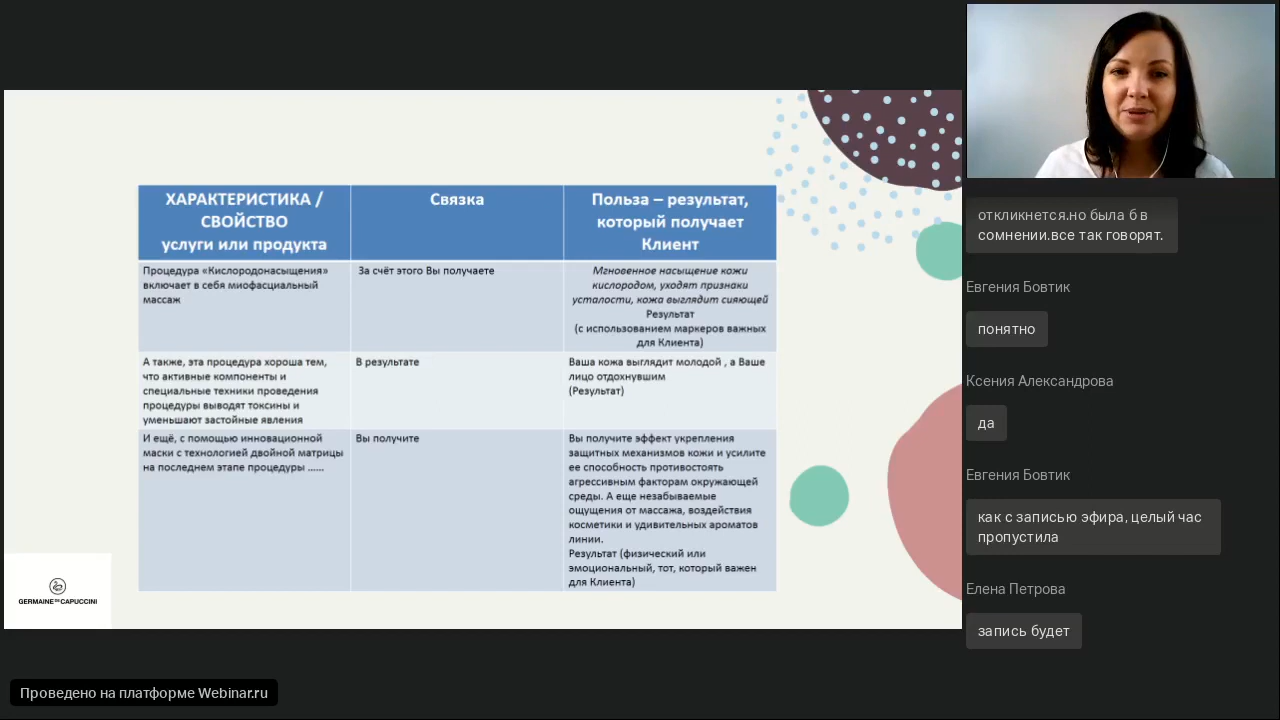 ХАРАКТЕРИСТИКА /
СВОЙСТВО
услуги или продукта
Связка
Польза – результат,
который получает
Клиент
Процедура «Кислородонасыщения»
включает в себя миофасциальный
массаж
За счёт этого Вы получаете
Мгновенное насыщение кожи
кислородом, уходят признаки
усталости, кожа выглядит сияющей
Результат
(с использованием маркеров важных
для Клиента)
А также, эта процедура хороша тем,
что активные компоненты и
специальные техники проведения
процедуры выводят токсины и
уменьшают застойные явления
В результате
Ваша кожа выглядит молодой , а Ваше
лицо отдохнувшим
(Результат)
И ещё, с помощью инновационной
маски с технологией двойной матрицы
на последнем этапе процедуры ......
Вы получите
Вы получите эффект укрепления
защитных механизмов кожи и усилите
ее способность противостоять
агрессивным факторам окружающей
среды. А еще незабываемые
ощущения от массажа, воздействия
косметики и удивительных ароматов
линии.
Результат (физический или
эмоциональный, тот, который важен
для Клиента)
GERMAINE DE CAPUCCINI
Проведено на платформе Webinar.ru
откликнется.но была б в
сомнении.все так говорят.
Евгения Бовтик
понятно
Ксения Александрова
да
Евгения Бовтик
как с записью эфира, целый час
пропустила
Елена Петрова
запись будет